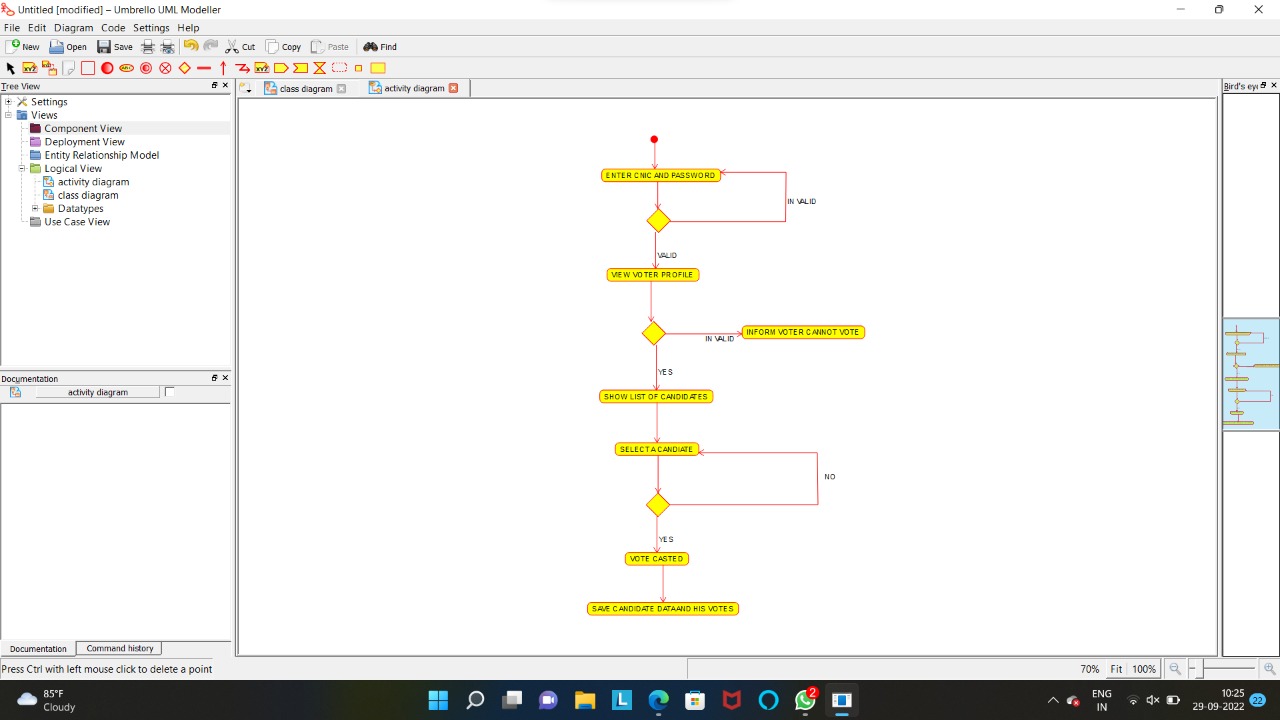 Untitled [modified] – Umbrello UML Modeller
File Edit Diagram Code Settings Help
New Open Save Cut Copy Paste Find
Tree View
Settings
Views
Component View
Deployment View
Entity Relationship Model
Logical View
activity diagram
class diagram
Datatypes
Use Case View
Documentation
activity diagram
Documentation Command history
class diagram activity diagram
ENTER CNIC AND PASSWORD
IN VALID
VALID
VIEW VOTER PROFILE
INFORM VOTER CANNOT VOTE
IN VALID
YES
SHOW LIST OF CANDIDATES
SELECT A CANDIATE
NO
YES
VOTE CASTED
SAVE CANDIDATE DATAAND HIS VOTES
Bird's eye
Press Ctrl with left mouse click to delete a point
70% Fit 100%
85°F
Cloudy
2
ENG
IN
10:25
29-09-2022
22